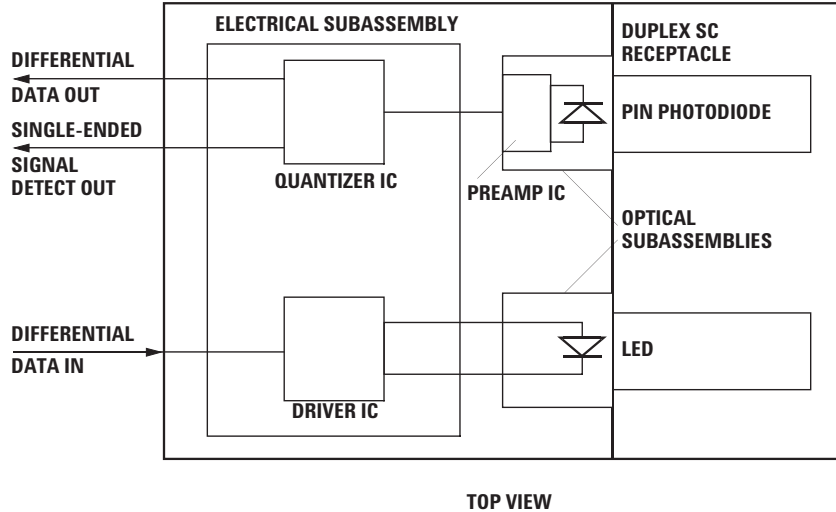 ELECTRICAL SUBASSEMBLY
DUPLEX SC
RECEPTACLE
DIFFERENTIAL
DATA OUT
PIN PHOTODIODE
SINGLE-ENDED
SIGNAL
DETECT OUT
QUANTIZER IC
PREAMP IC
OPTICAL
SUBASSEMBLIES
DIFFERENTIAL
DATA IN
LED
DRIVER IC
TOP VIEW